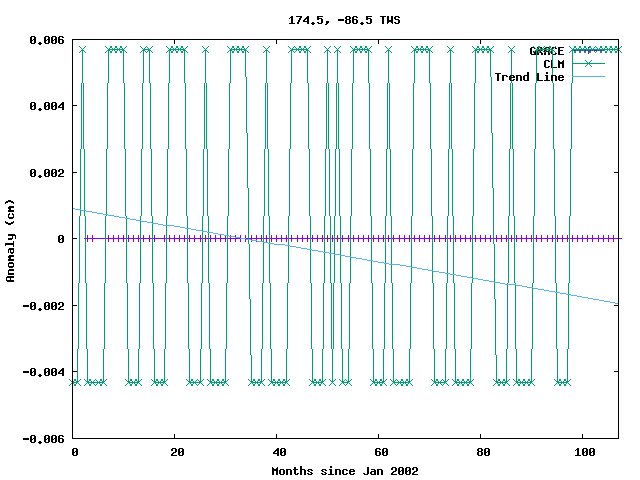 174.5, -86.5 TWS
0.006
0.004
0.002
0
-0.002
-0.004
-0.006
Anomaly (cm)
GRACE
CLM
Trend Line
0 20 40 60 80 100
Months since Jan 2002